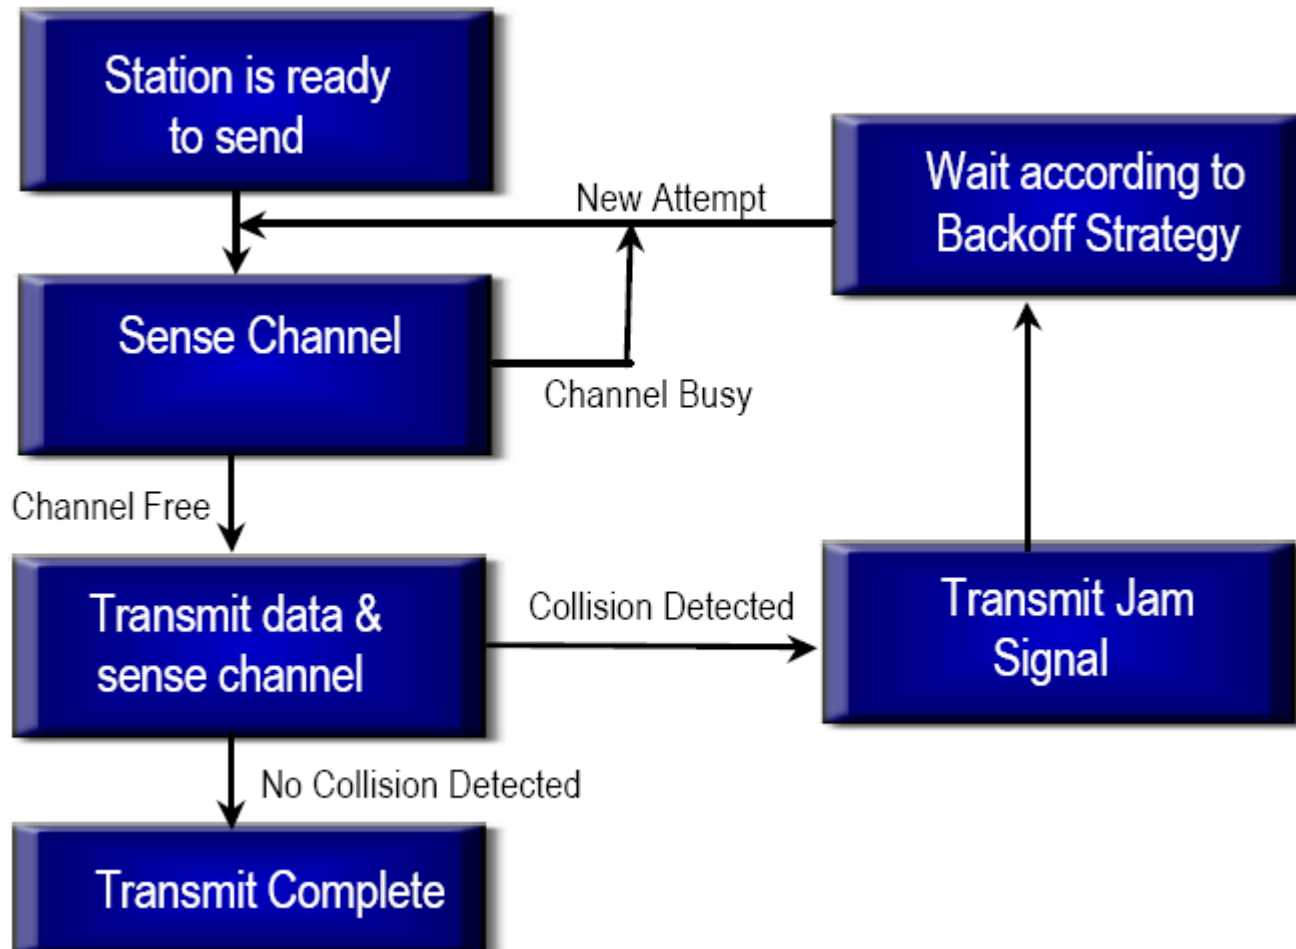 Station is ready
to send
New Attempt
Wait according to
Backoff Strategy
Sense Channel
Channel Busy
Channel Free
Transmit data &
sense channel
Collision Detected
Transmit Jam
Signal
No Collision Detected
Transmit Complete